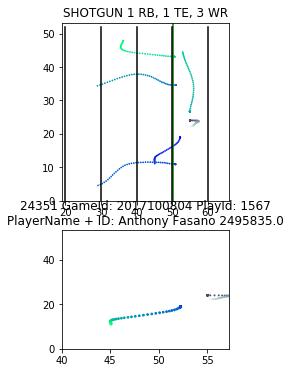 SHOTGUN 1 RB, 1 TE, 3 WR
50
40
30
20
10
0
20 30 40 50 60
24351 GameId: 2017100804 PlayId: 1567
PlayerName + ID: Anthony Fasano 2495835.0
40
20
0
40 45 50 55